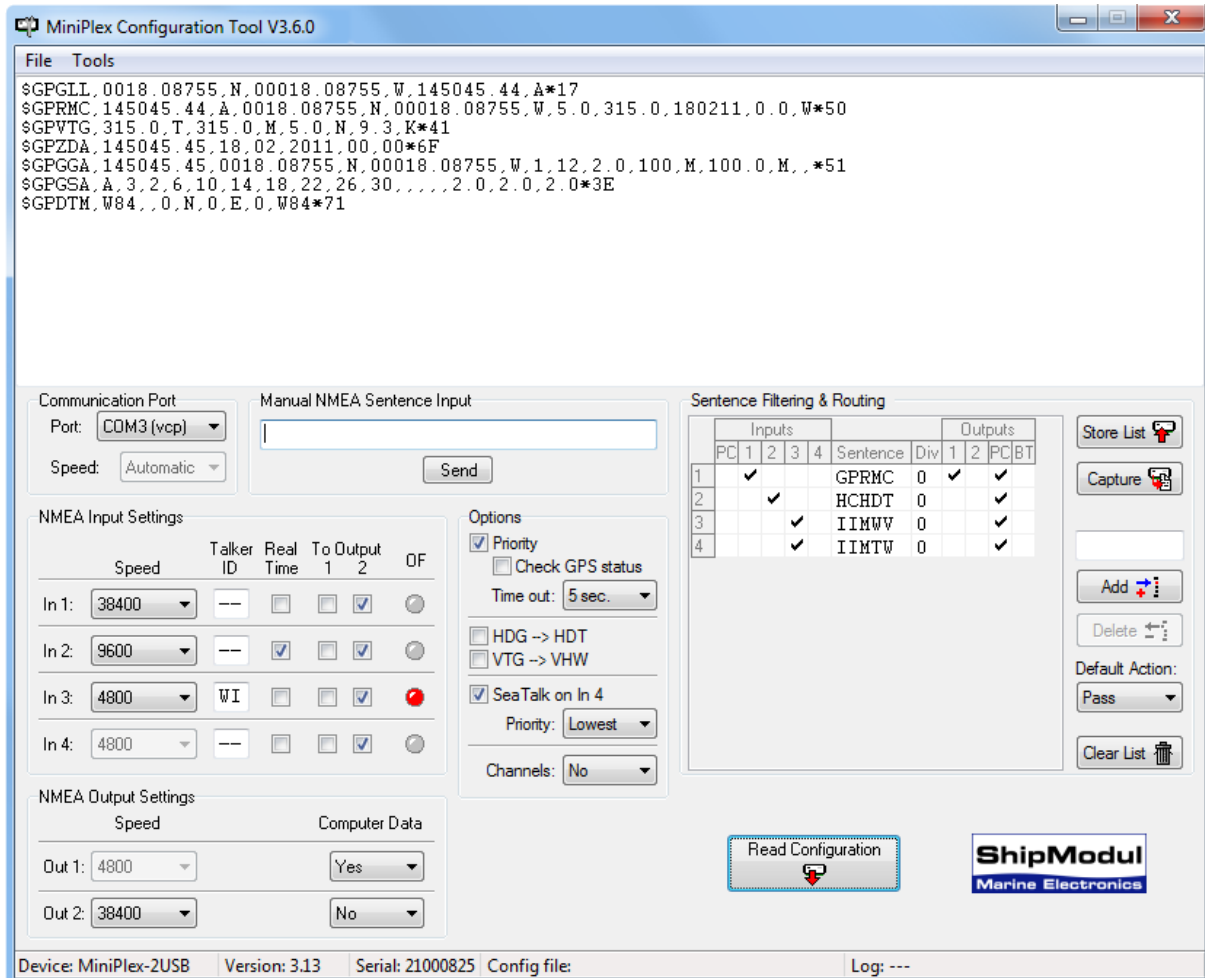 MiniPlex Configuration Tool V3.6.0
File Tools
$GPGLL,0018.08755,N,00018.08755,W,145045.44,A*17
$GPRMC,145045.44,A,0018.08755,N,00018.08755,W,5.0,315.0,180211,0.0,W*50
$GPVTG,315.0,T,315.0,M,5.0,N,9.3,K*41
$GPZDA,145045.45,18,02,2011,00,00*6F
$GPGGA,145045.45,0018.08755,N,00018.08755,W,1,12,2.0,100,M,100.0,M,,*51
$GPGSA,A,3,2,6,10,14,18,22,26,30,,,,,2.0,2.0,2.0*3E
$GPDTM,W84,,0,N,0,E,0,W84*71
Communication Port
Port: COM3 (vcp)
Speed: Automatic
Manual NMEA Sentence Input
Send
NMEA Input Settings
Speed Talker ID Real Time To Output 1 2 OF
In 1: 38400 --
In 2: 9600 --
In 3: 4800 WI
In 4: 4800 --
NMEA Output Settings
Speed Computer Data
Out 1: 4800 Yes
Out 2: 38400 No
Options
Priority
Check GPS status
Time out: 5 sec.
HDG --> HDT
VTG --> VHW
SeaTalk on In 4
Priority: Lowest
Channels: No
Sentence Filtering & Routing
Inputs Outputs
PC 1 2 3 4 Sentence Div 1 2 PC BT
1 GPRMC 0
2 HCHDT 0
3 IIMWV 0
4 IIMTW 0
Store List
Capture
Add
Delete
Default Action:
Pass
Clear List
Read Configuration
ShipModul
Marine Electronics
Device: MiniPlex-2USB Version: 3.13 Serial: 21000825 Config file: Log: ---